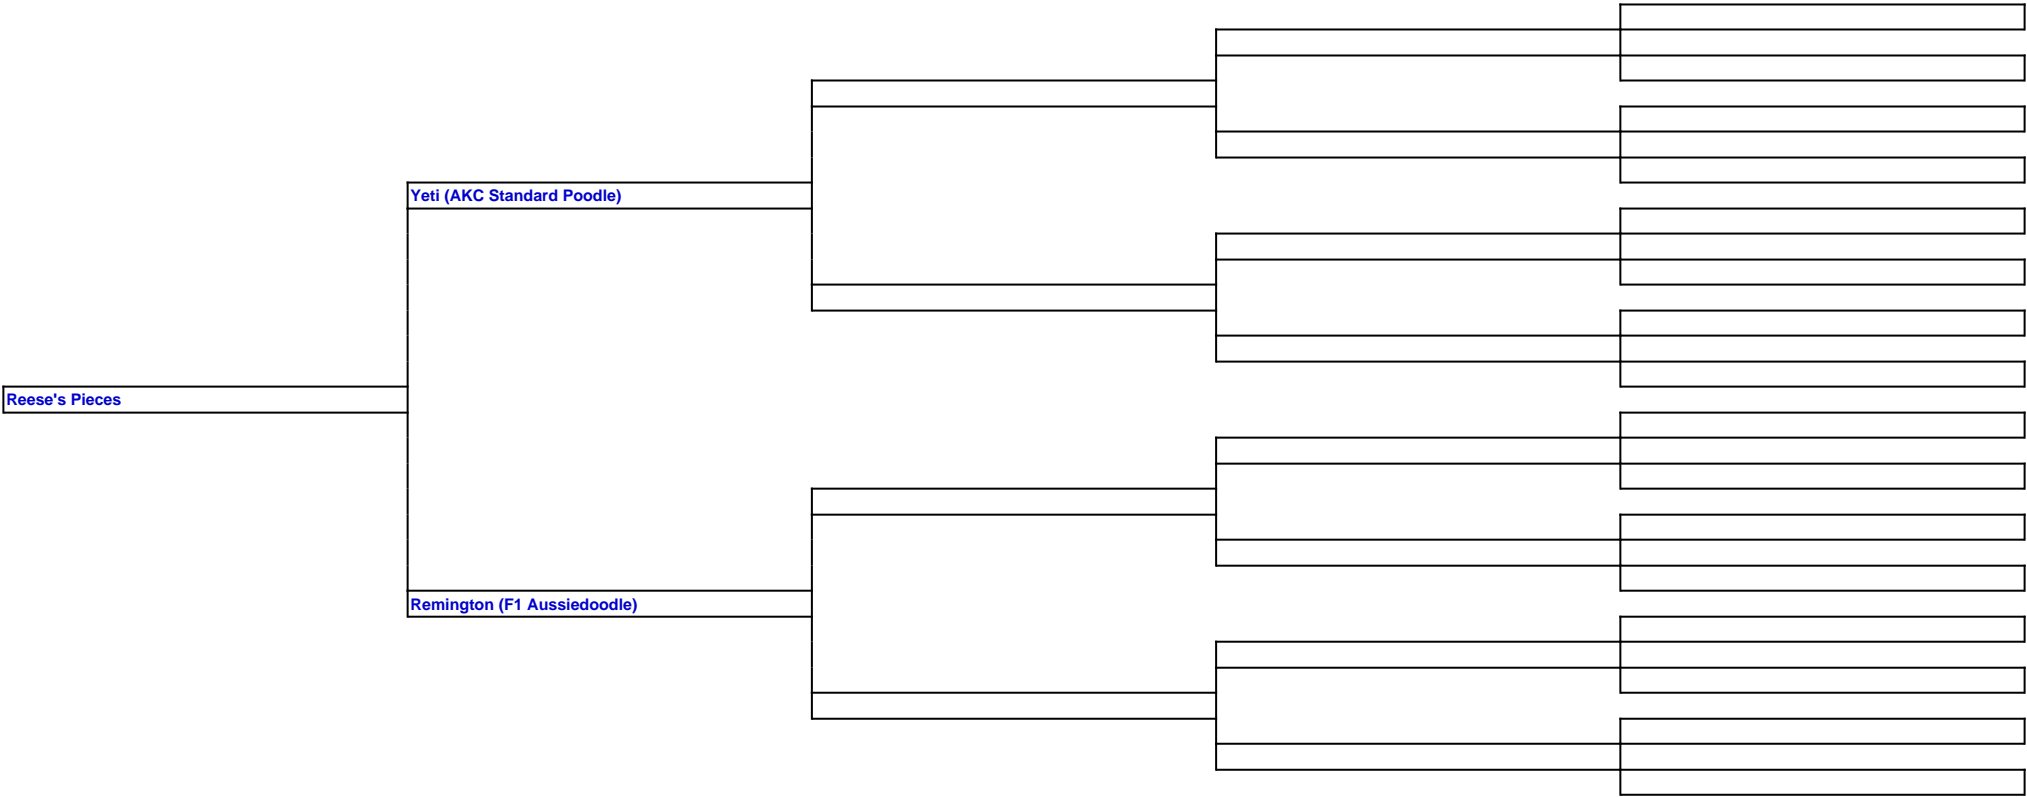 Yeti (AKC Standard Poodle)
Reese's Pieces
Remington (F1 Aussiedoodle)